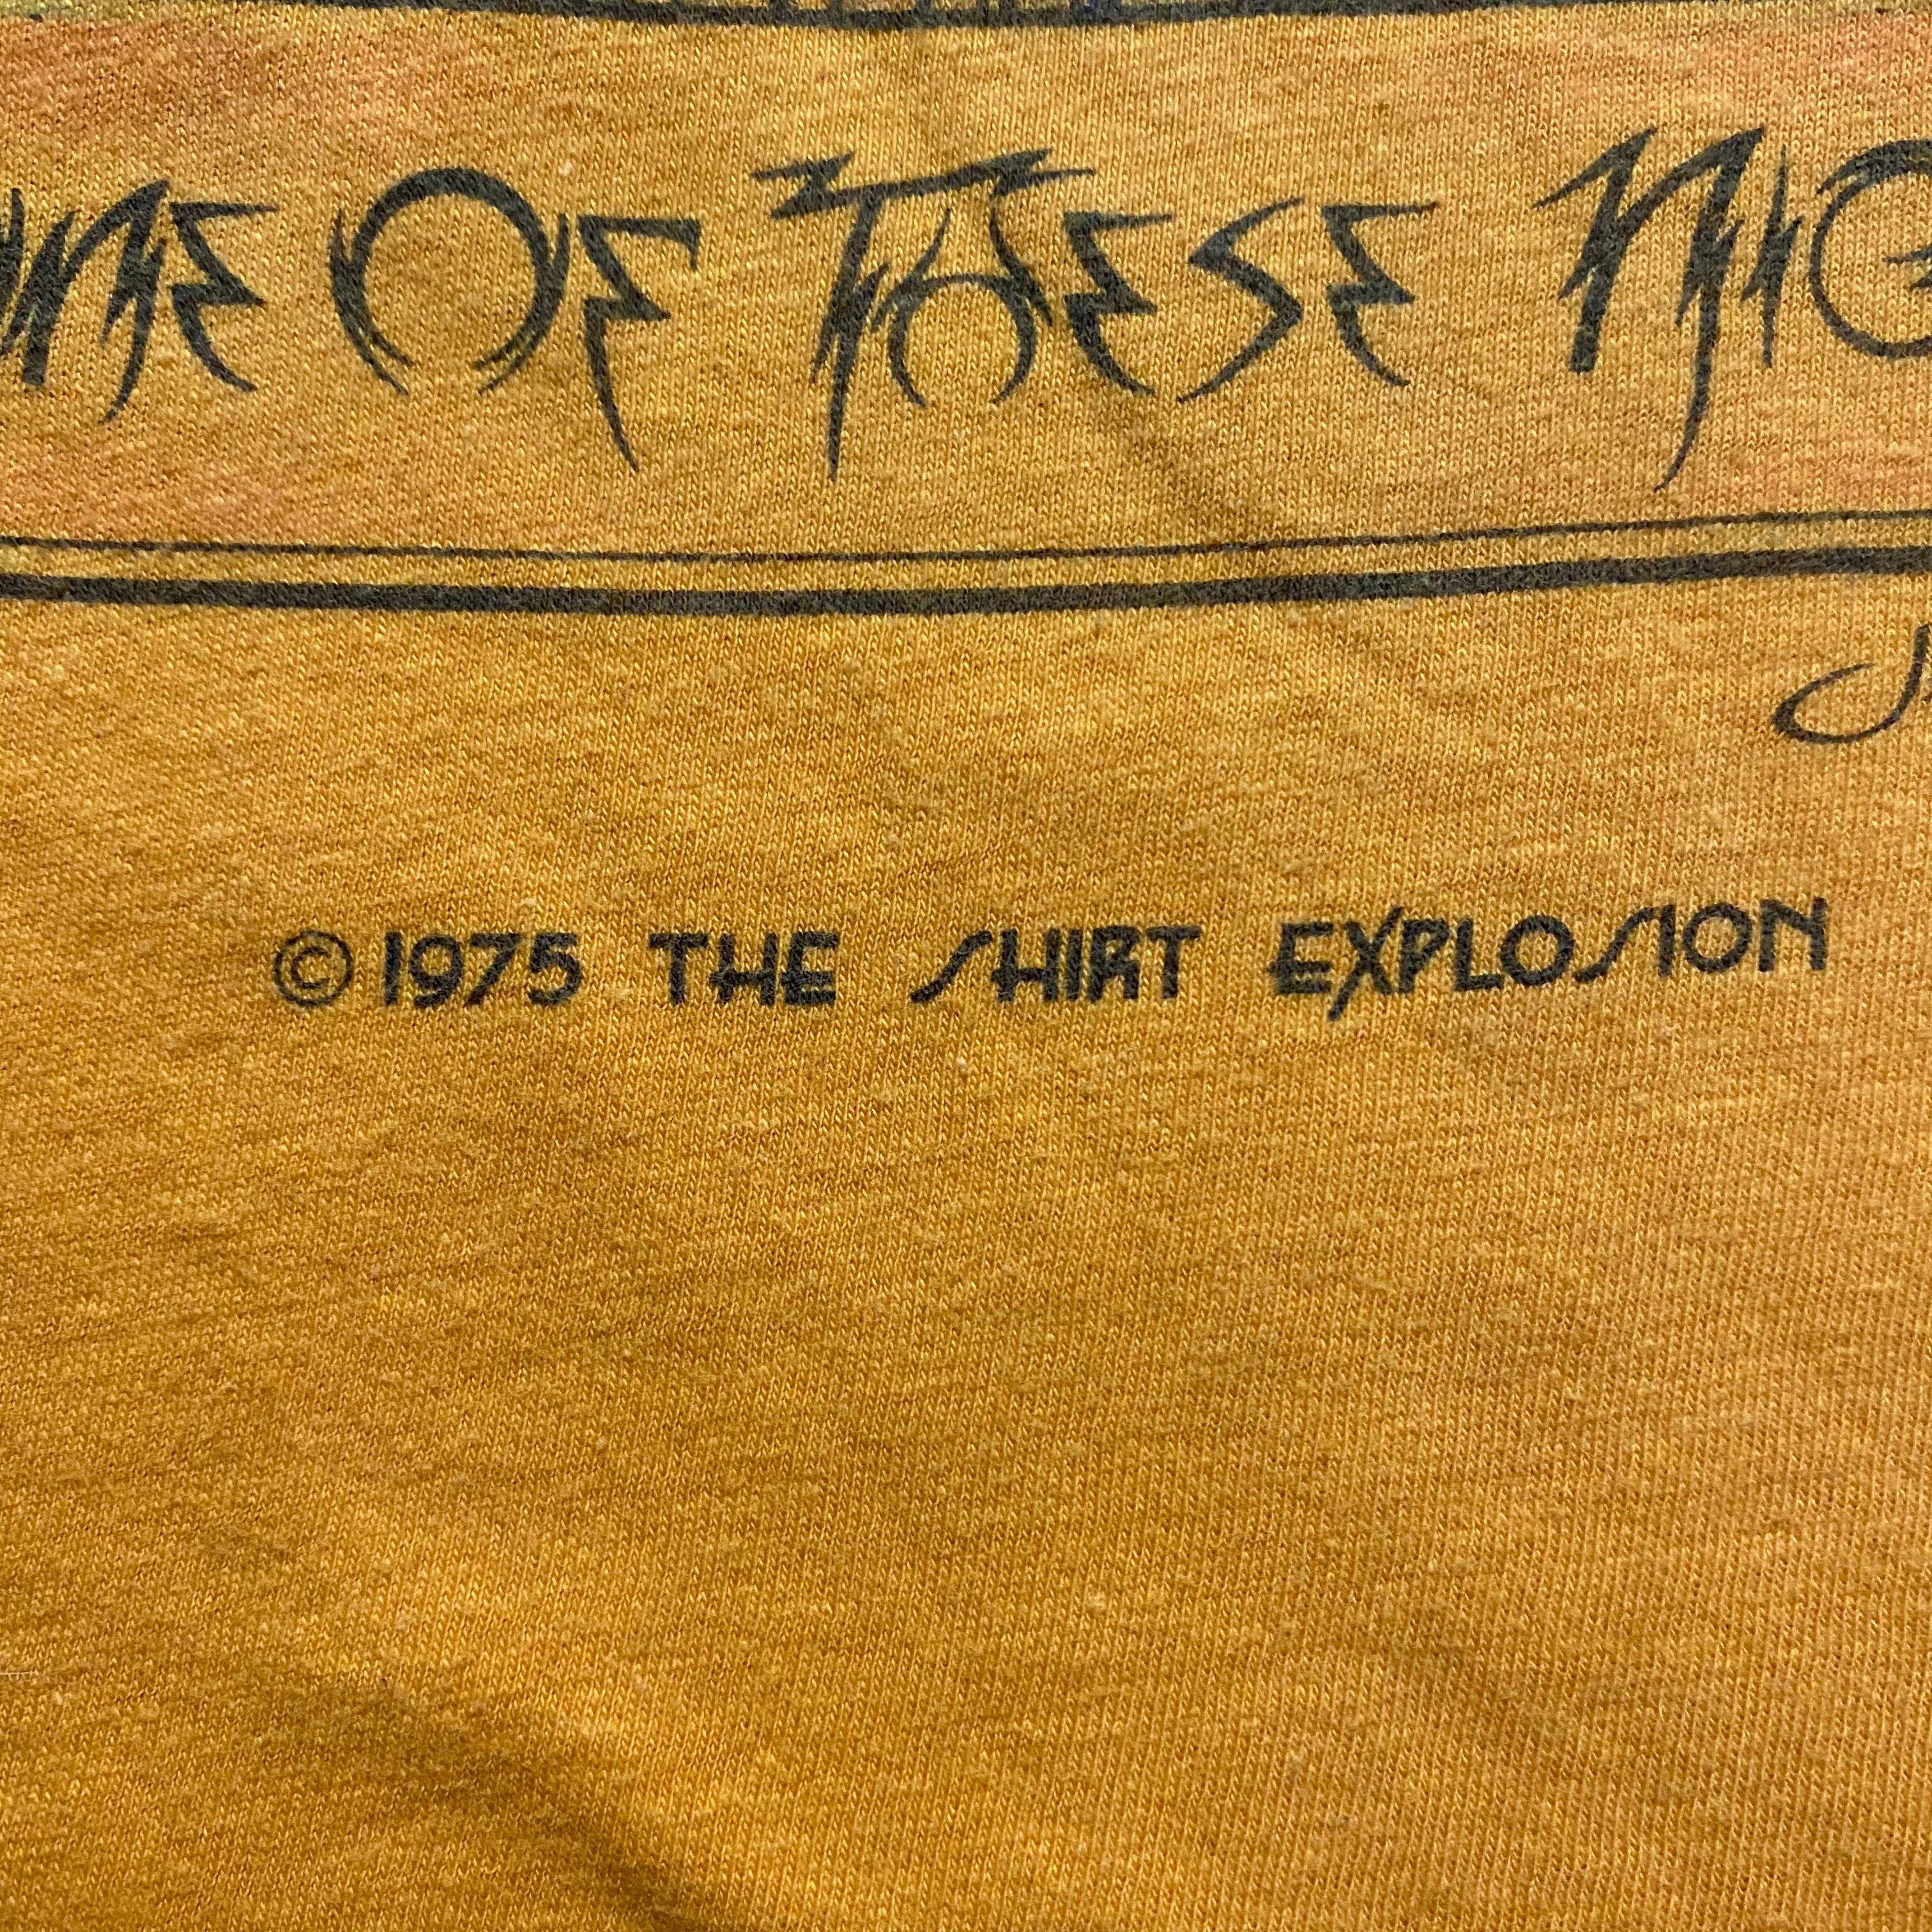 OF THESE
©1975 THE SHIRT EXPLOSION